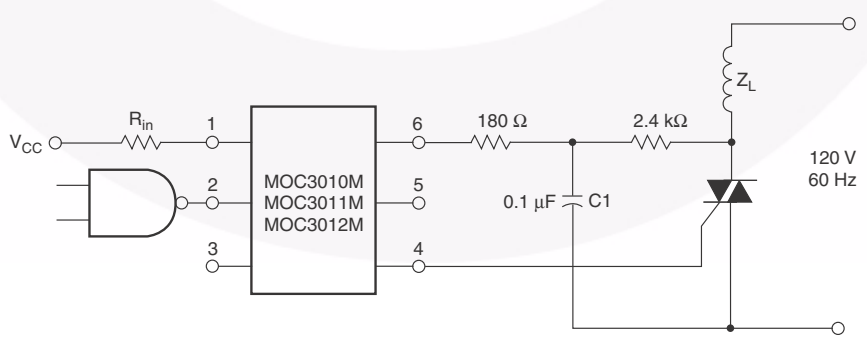 Z_L
R_in
1
6
180 Ω
2.4 kΩ
V_CC
120 V
60 Hz
2
MOC3010M
MOC3011M
MOC3012M
5
0.1 μF
C1
3
4